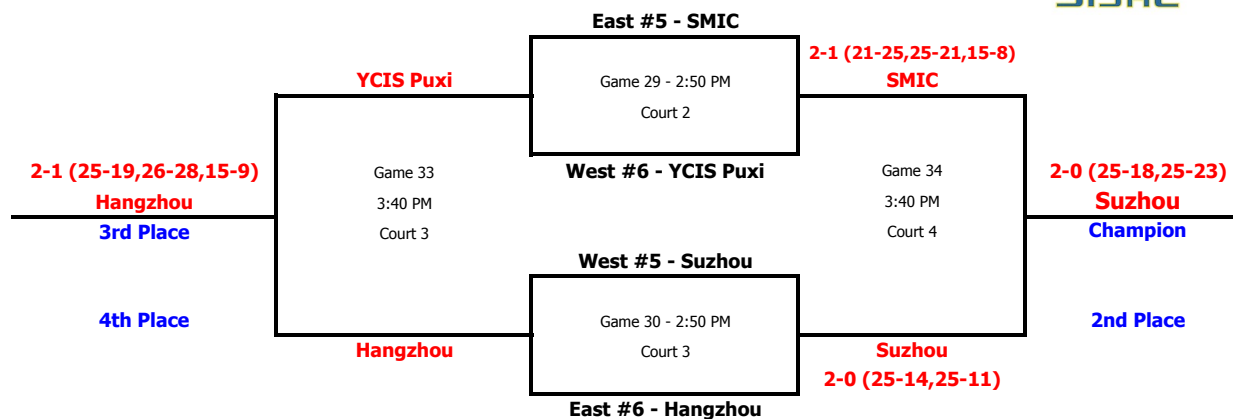 East #5 - SMIC
2-1 (21-25,25-21,15-8)
YCIS Puxi
Game 29 - 2:50 PM
SMIC
Court 2
2-1 (25-19,26-28,15-9)
Game 33
West #6 - YCIS Puxi
Game 34
2-0 (25-18,25-23)
Hangzhou
3:40 PM
3:40 PM
Suzhou
3rd Place
Court 3
Court 4
Champion
West #5 - Suzhou
4th Place
Game 30 - 2:50 PM
2nd Place
Hangzhou
Court 3
Suzhou
2-0 (25-14,25-11)
East #6 - Hangzhou